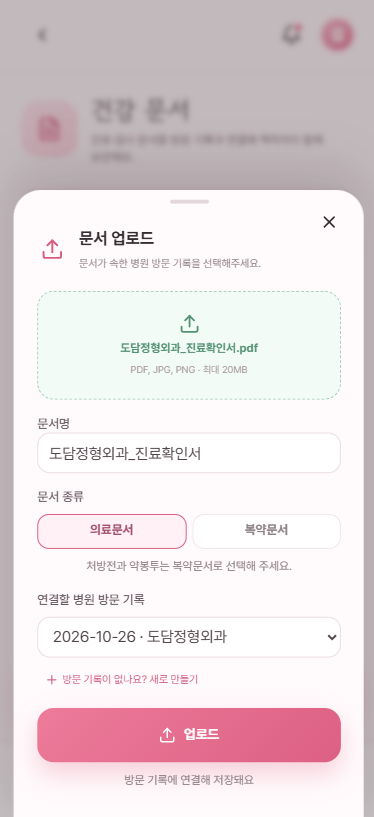 건강 문서
문서 업로드
문서가 속한 병원 방문 기록을 선택해주세요.
도담정형외과_진료확인서.pdf
PDF, JPG, PNG · 최대 20MB
문서명
도담정형외과_진료확인서
문서 종류
의료문서
복약문서
처방전과 약봉투는 복약문서로 선택해 주세요.
연결할 병원 방문 기록
2026-10-26 · 도담정형외과
방문 기록이 없나요? 새로 만들기
업로드
방문 기록에 연결해 저장돼요